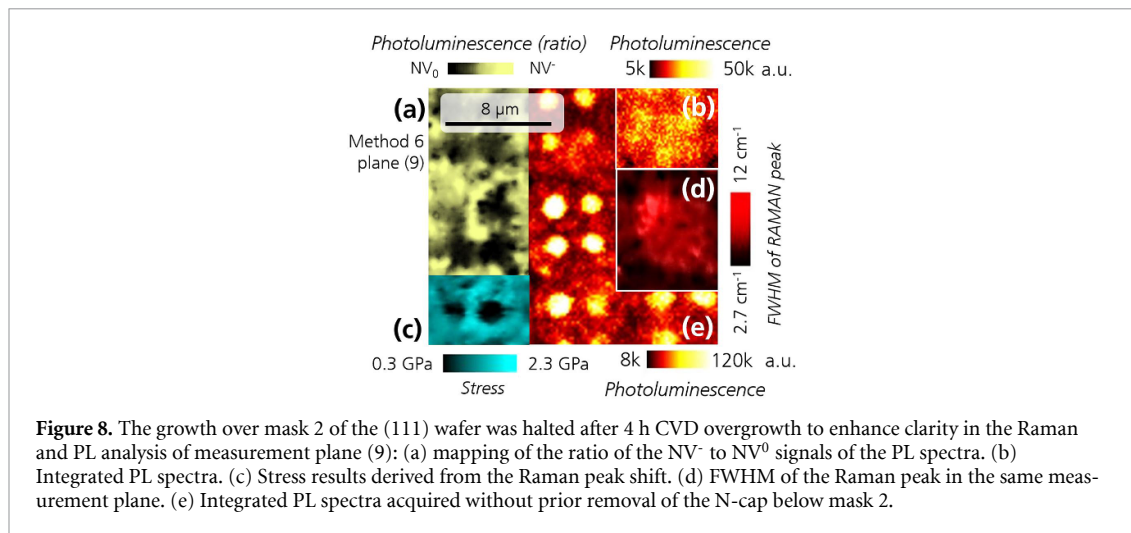 Photoluminescence (ratio) Photoluminescence
NV₀ NV⁻ 5k 50k a.u.
(a) 8 µm (b)
Method 6
plane (9)
(d)
12 cm⁻¹
2.7 cm⁻¹
FWHM of RAMAN peak
(c) (e)
0.3 GPa 2.3 GPa 8k 120k a.u.
Stress Photoluminescence
Figure 8. The growth over mask 2 of the (111) wafer was halted after 4 h CVD overgrowth to enhance clarity in the Raman
and PL analysis of measurement plane (9): (a) mapping of the ratio of the NV⁻ to NV⁰ signals of the PL spectra. (b)
Integrated PL spectra. (c) Stress results derived from the Raman peak shift. (d) FWHM of the Raman peak in the same meas-
urement plane. (e) Integrated PL spectra acquired without prior removal of the N-cap below mask 2.